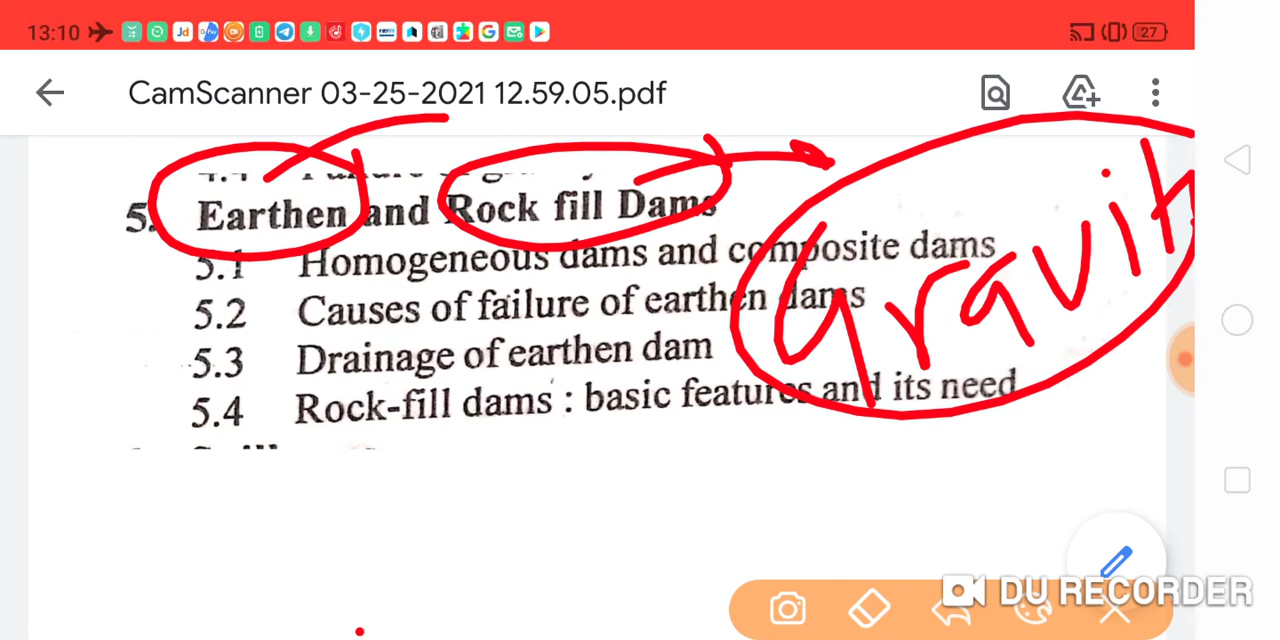 13:10 27
CamScanner 03-25-2021 12.59.05.pdf
5. Earthen and Rock fill Dams
5.1 Homogeneous dams and composite dams
5.2 Causes of failure of earthen dams
5.3 Drainage of earthen dam
5.4 Rock-fill dams : basic features and its need
Gravit
DU RECORDER